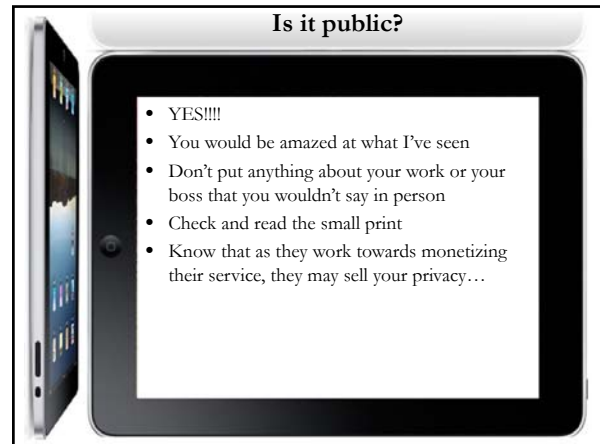 Is it public?
• YES!!!!
• You would be amazed at what I've seen
• Don't put anything about your work or your
boss that you wouldn't say in person
• Check and read the small print
• Know that as they work towards monetizing
their service, they may sell your privacy…